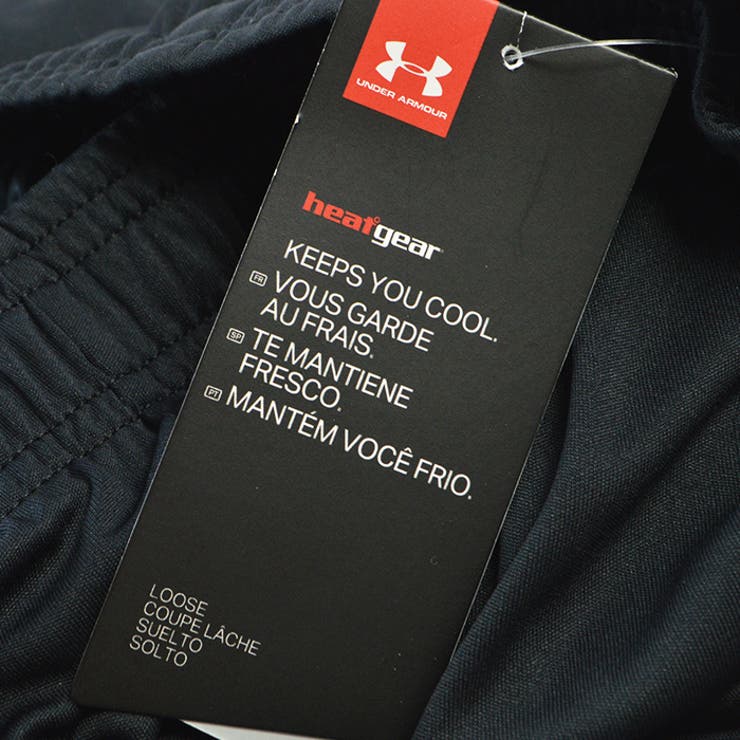 UNDER ARMOUR
heatgear
KEEPS YOU COOL.
FR VOUS GARDE
AU FRAIS.
SP TE MANTIENE
FRESCO.
PT MANTÉM VOCÊ FRIO.
LOOSE
COUPE LÂCHE
SUELTO
SOLTO